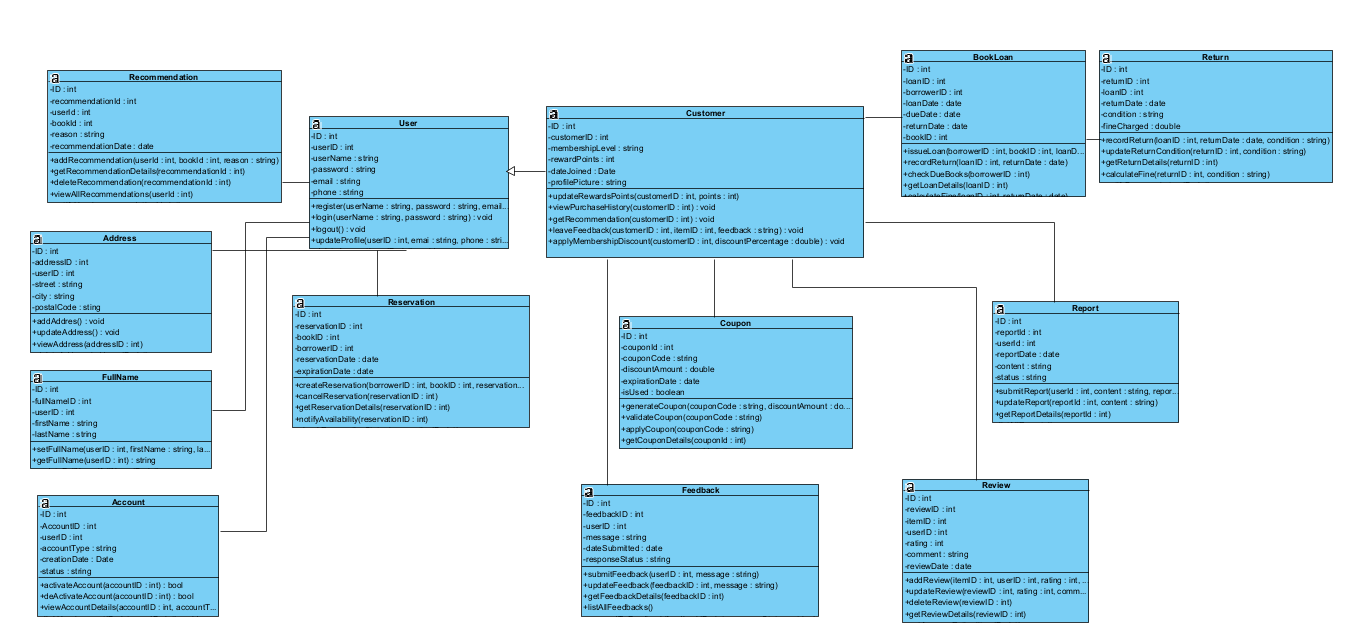 Recommendation
-ID : int
-recommendationId : int
-userId : int
-bookId : int
-reason : string
-recommendationDate : date
+addRecommendation(userId : int, bookId : int, reason : string)
+getRecommendationDetails(recommendationId : int)
+deleteRecommendation(recommendationId : int)
+viewAllRecommendations(userId : int)
User
-ID : int
-userID : int
-userName : string
-password : string
-email : string
-phone : string
+register(userName : string, password : string, email...
+login(userName : string, password : string) : void
+logout() : void
+updateProfile(userID : int, emai : string, phone : stri...
Customer
-ID : int
-customerID : int
-membershipLevel : string
-rewardPoints : int
-dateJoined : Date
-profilePicture : string
+updateRewardsPoints(customerID : int, points : int)
+viewPurchaseHistory(customerID : int) : void
+getRecommendation(customerID : int) : void
+leaveFeedback(customerID : int, itemID : int, feedback : string) : void
+applyMembershipDiscount(customerID : int, discountPercentage : double) : void
BookLoan
-ID : int
-loanID : int
-borrowerID : int
-loanDate : date
-dueDate : date
-returnDate : date
-bookID : int
+issueLoan(borrowerID : int, bookID : int, loanD...
+recordReturn(loanID : int, returnDate : date)
+checkDueBooks(borrowerID : int)
+getLoanDetails(loanID : int)
Return
-ID : int
-returnID : int
-loanID : int
-returnDate : date
-condition : string
-fineCharged : double
+recordReturn(loanID : int, returnDate : date, condition : string)
+updateReturnCondition(returnID : int, condition : string)
+getReturnDetails(returnID : int)
+calculateFine(returnID : int, condition : string)
Address
-ID : int
-addressID : int
-userID : int
-street : string
-city : string
-postalCode : sting
+addAddres() : void
+updateAddress() : void
+viewAddress(addressID : int)
FullName
-ID : int
-fullNameID : int
-userID : int
-firstName : string
-lastName : string
+setFullName(userID : int, firstName : string, la...
+getFullName(userID : int) : string
Account
-ID : int
-AccountID : int
-userID : int
-accountType : string
-creationDate : Date
-status : string
+activateAccount(accountID : int) : bool
+deActivateAccount(accountID : int) : bool
+viewAccountDetails(accountID : int, accountT...
Reservation
-ID : int
-reservationID : int
-bookID : int
-borrowerID : int
-reservationDate : date
-expirationDate : date
+createReservation(borrowerID : int, bookID : int, reservation...
+cancelReservation(reservationID : int)
+getReservationDetails(reservationID : int)
+notifyAvailability(reservationID : int)
Coupon
-ID : int
-couponId : int
-couponCode : string
-discountAmount : double
-expirationDate : date
-isUsed : boolean
+generateCoupon(couponCode : string, discountAmount : do...
+validateCoupon(couponCode : string)
+applyCoupon(couponCode : string)
+getCouponDetails(couponId : int)
Report
-ID : int
-reportId : int
-userId : int
-reportDate : date
-content : string
-status : string
+submitReport(userId : int, content : string, repor...
+updateReport(reportId : int, content : string)
+getReportDetails(reportId : int)
Feedback
-ID : int
-feedbackID : int
-userID : int
-message : string
-dateSubmitted : date
-responseStatus : string
+submitFeedback(userID : int, message : string)
+updateFeedback(feedbackID : int, message : string)
+getFeedbackDetails(feedbackID : int)
+listAllFeedbacks()
Review
-ID : int
-reviewID : int
-itemID : int
-userID : int
-rating : int
-comment : string
-reviewDate : date
+addReview(itemID : int, userID : int, rating : int, ...
+updateReview(reviewID : int, rating : int, comm...
+deleteReview(reviewID : int)
+getReviewDetails(reviewID : int)